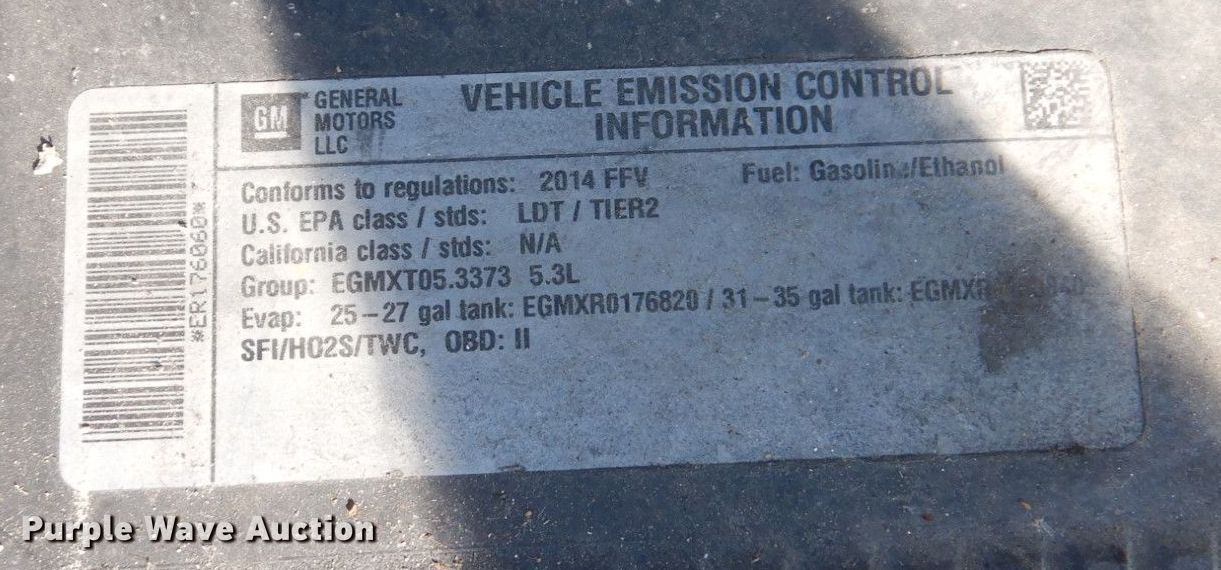 GM GENERAL MOTORS LLC
VEHICLE EMISSION CONTROL
INFORMATION
Conforms to regulations: 2014 FFV Fuel: Gasoline/Ethanol
U.S. EPA class / stds: LDT / TIER2
California class / stds: N/A
Group: EGMXT05.3373 5.3L
Evap: 25-27 gal tank: EGMXR0176820 / 31-35 gal tank:
SFI/HO2S/TWC, OBD: II
*ER176060*
Purple Wave Auction